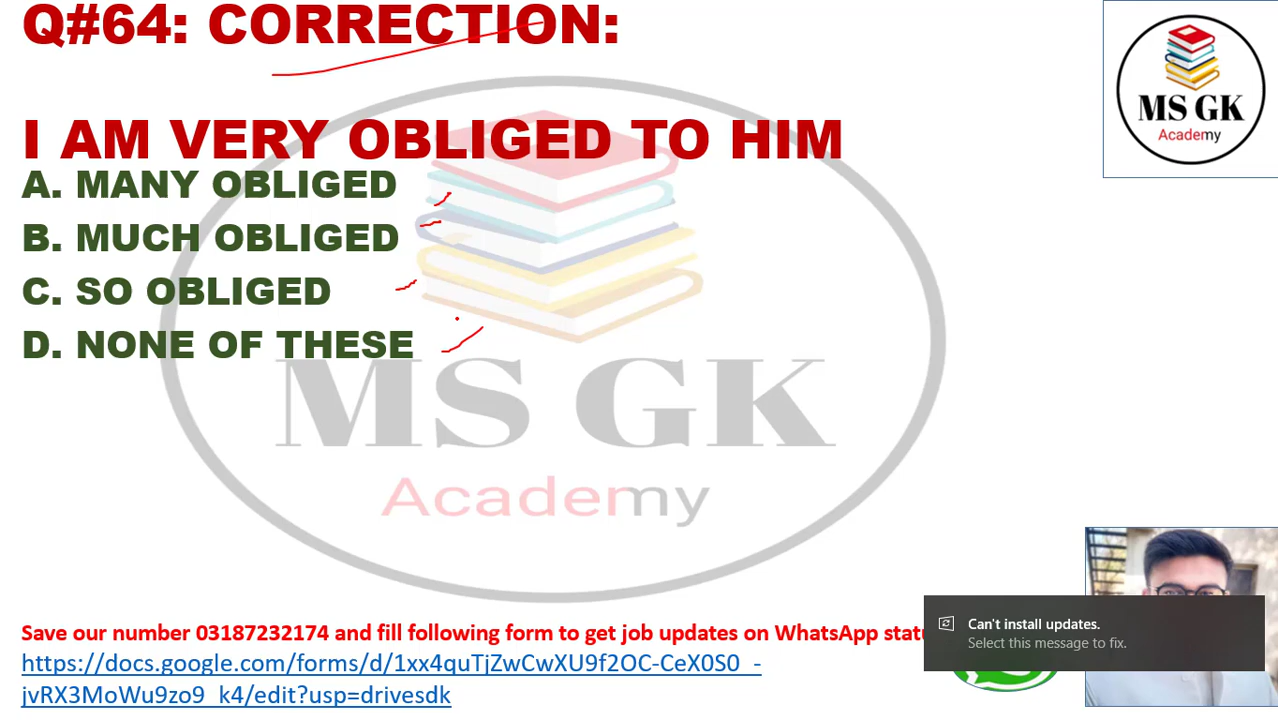 Q#64: CORRECTION:
MS GK
Academy
I AM VERY OBLIGED TO HIM
A. MANY OBLIGED
B. MUCH OBLIGED
C. SO OBLIGED
D. NONE OF THESE
MS GK
Academy
Save our number 03187232174 and fill following form to get job updates on WhatsApp statu
https://docs.google.com/forms/d/1xx4quTjZwCwXU9f2OC-CeX0S0_-
jvRX3MoWu9zo9_k4/edit?usp=drivesdk
Can't install updates.
Select this message to fix.